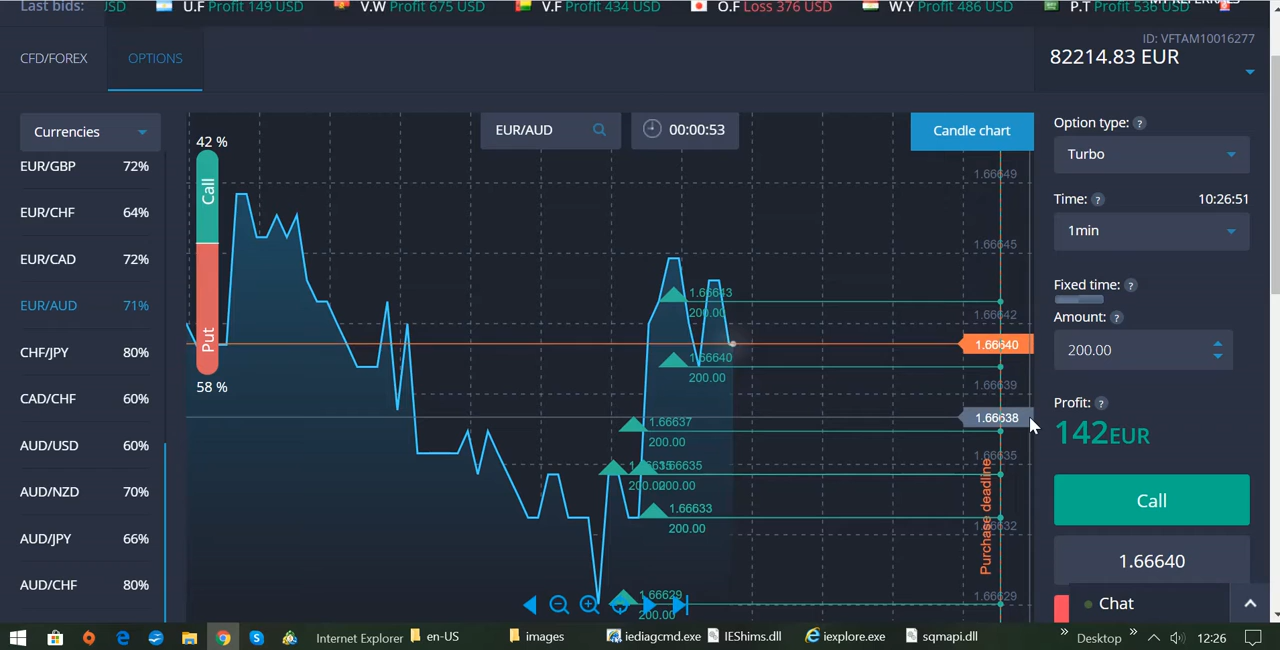 Last bids: USD U.F Profit 149 USD V.W Profit 675 USD V.F Profit 434 USD O.F Loss 376 USD W.Y Profit 486 USD P.T Profit 536 USD
MY REFERRALS
CFD/FOREX OPTIONS
ID: VFTAM10016277
82214.83 EUR
Currencies
EUR/GBP 72%
EUR/CHF 64%
EUR/CAD 72%
EUR/AUD 71%
CHF/JPY 80%
CAD/CHF 60%
AUD/USD 60%
AUD/NZD 70%
AUD/JPY 66%
AUD/CHF 80%
42 %
Call
Put
58 %
EUR/AUD 00:00:53 Candle chart
1.66649
1.66645
1.66643
200.00
1.66642
1.66640
1.66640
200.00
1.66639
1.66638
1.66637
200.00
1.66635
1.66635
200.00
200.00
1.66633
200.00
1.66632
1.66629
200.00
1.66629
Purchase deadline
Option type: ?
Turbo
Time: ? 10:26:51
1min
Fixed time: ?
Amount: ?
200.00
Profit: ?
142EUR
Call
1.66640
Chat
Internet Explorer en-US images iediagcmd.exe IEShims.dll iexplore.exe sqmapi.dll Desktop 12:26